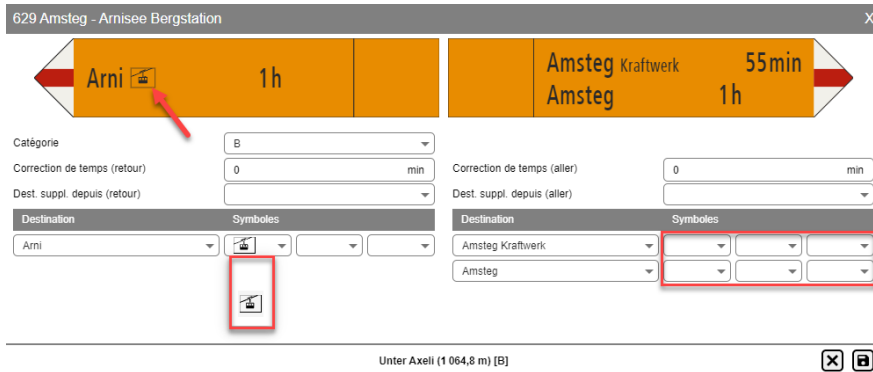 629 Amsteg - Arnisee Bergstation X
Arni 1h
Amsteg Kraftwerk 55min
Amsteg 1h
Catégorie B
Correction de temps (retour) 0 min
Correction de temps (aller) 0 min
Dest. suppl. depuis (retour)
Dest. suppl. depuis (aller)
Destination Symboles
Destination Symboles
Arni
Amsteg Kraftwerk
Amsteg
Unter Axeli (1 064,8 m) [B]